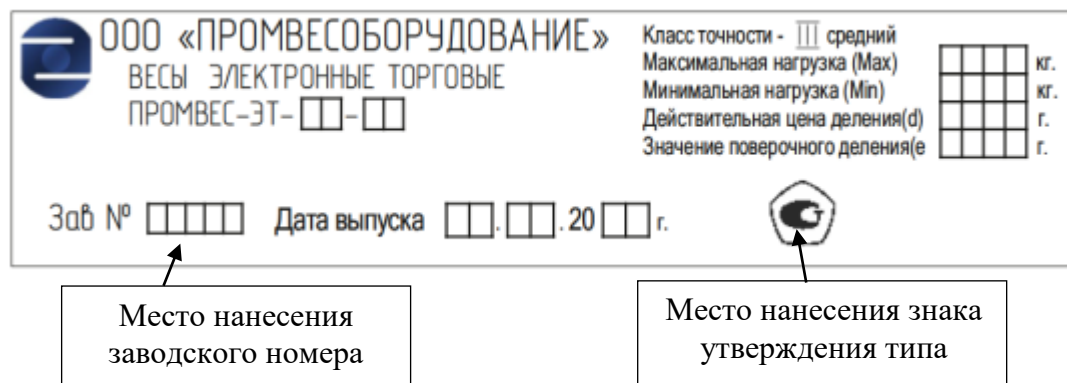 ООО «ПРОМВЕСОБОРУДОВАНИЕ»
ВЕСЫ ЭЛЕКТРОННЫЕ ТОРГОВЫЕ
ПРОМВЕС-ЭТ- -
Класс точности - III средний
Максимальная нагрузка (Max) кг.
Минимальная нагрузка (Min) кг.
Действительная цена деления(d) г.
Значение поверочного деления(e г.
Зав № Дата выпуска . . 20 г.
Место нанесения
заводского номера
Место нанесения знака
утверждения типа